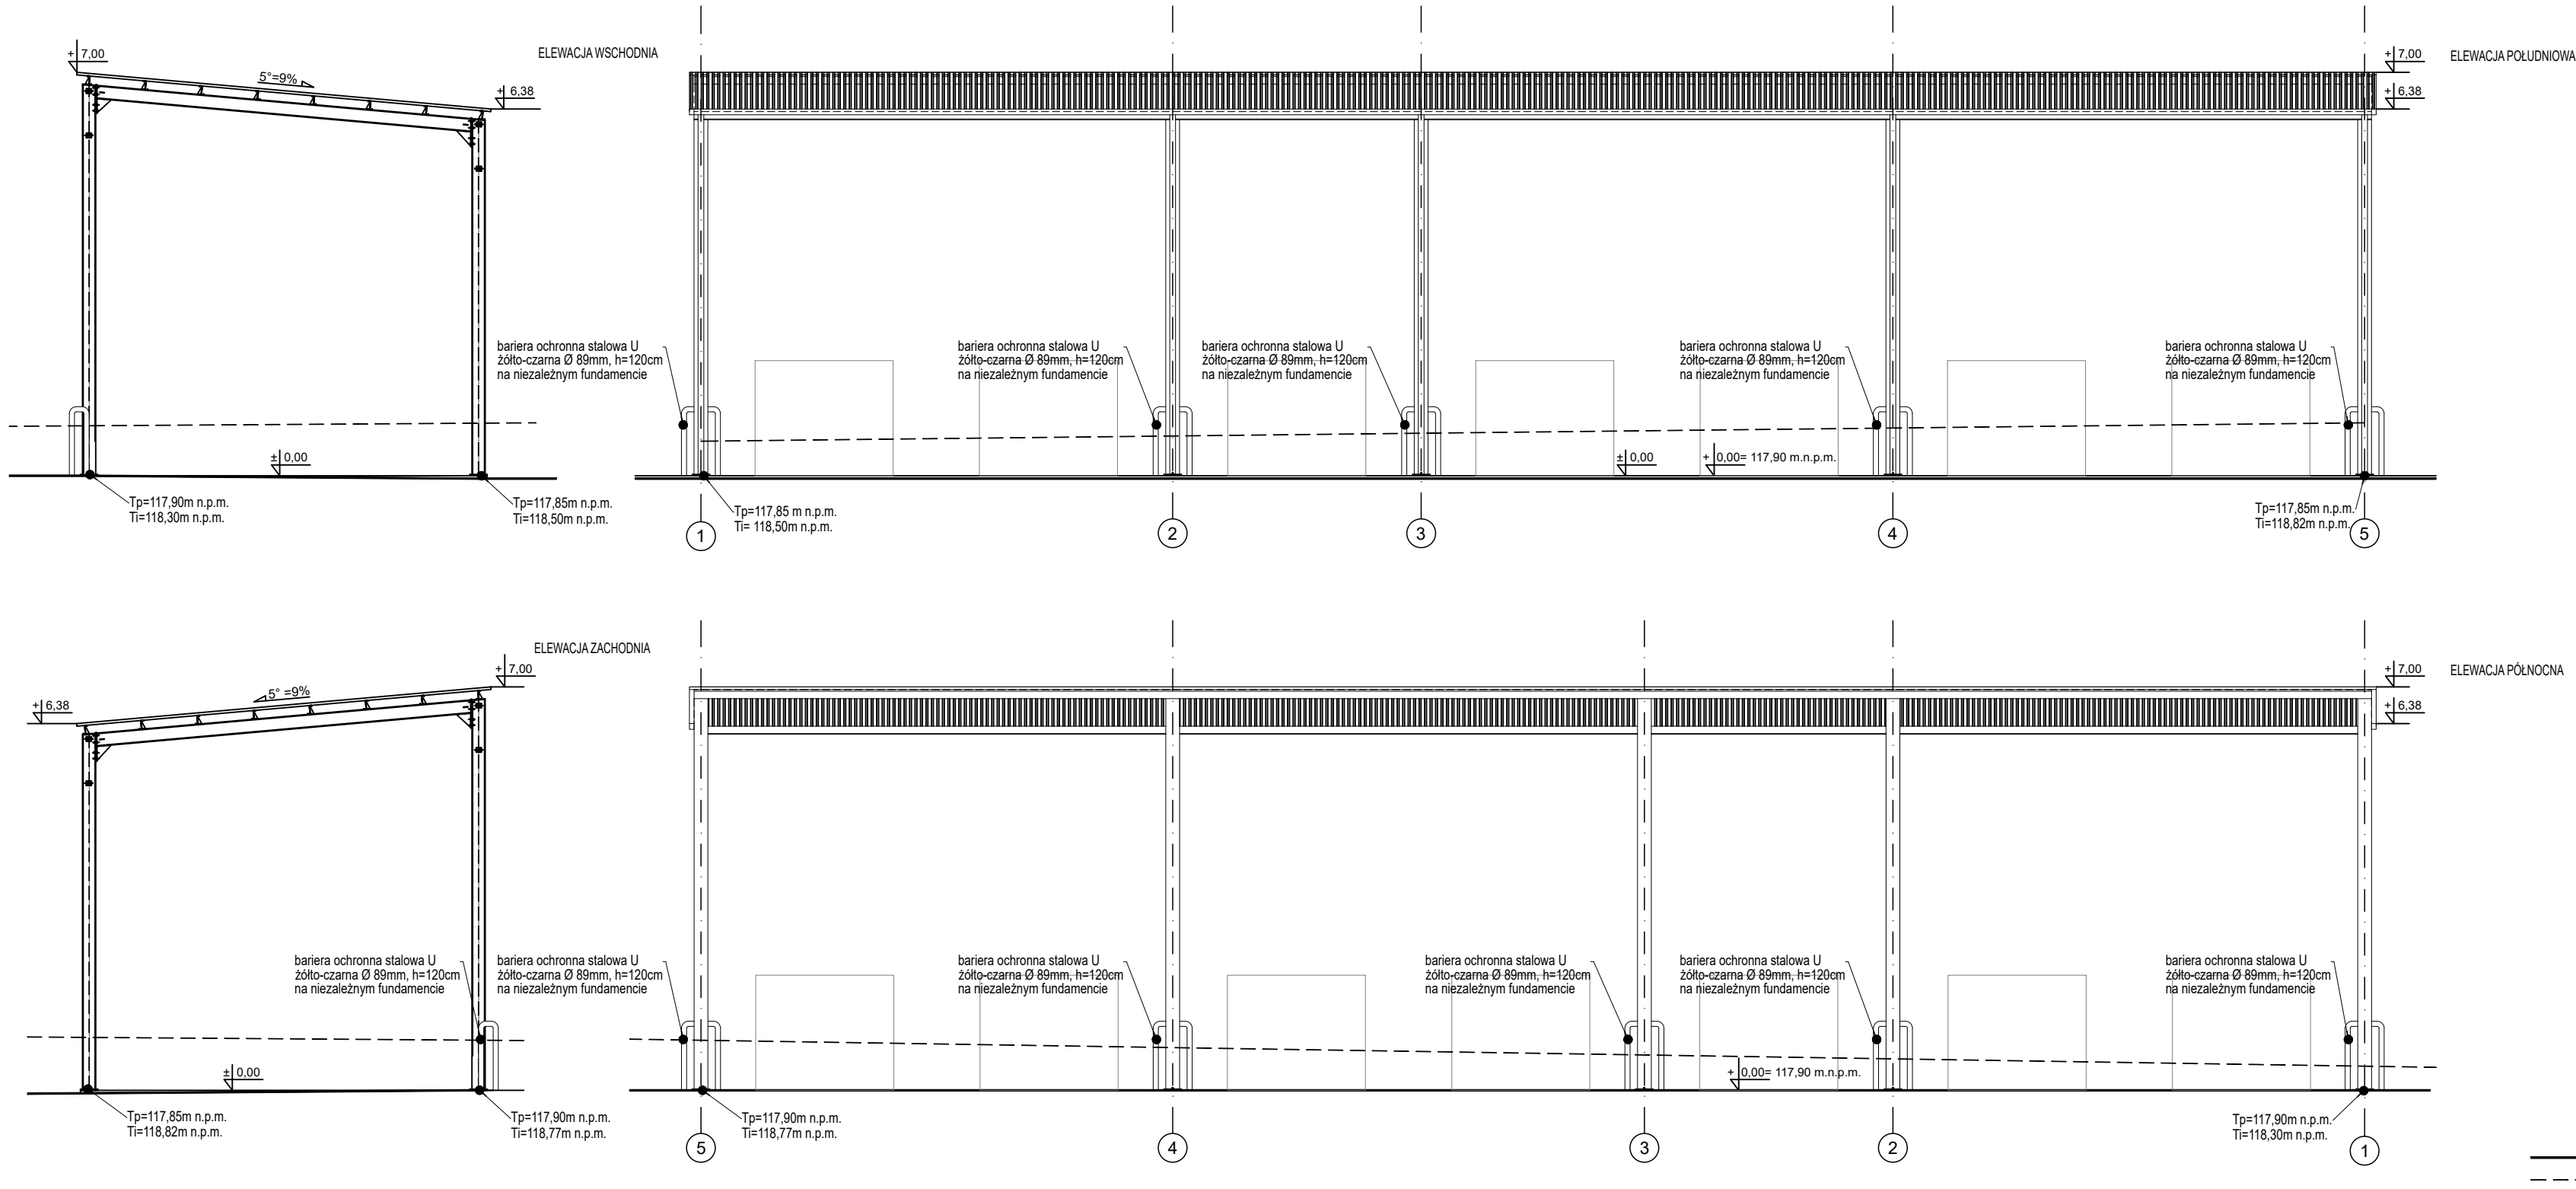 + 7,00
5°=9%
+ 6,38
ELEWACJA WSCHODNIA
+ 7,00
+ 6,38
ELEWACJA POŁUDNIOWA
bariera ochronna stalowa U
żółto-czarna Ø 89mm, h=120cm
na niezależnym fundamencie
bariera ochronna stalowa U
żółto-czarna Ø 89mm, h=120cm
na niezależnym fundamencie
bariera ochronna stalowa U
żółto-czarna Ø 89mm, h=120cm
na niezależnym fundamencie
bariera ochronna stalowa U
żółto-czarna Ø 89mm, h=120cm
na niezależnym fundamencie
bariera ochronna stalowa U
żółto-czarna Ø 89mm, h=120cm
na niezależnym fundamencie
± 0,00
± 0,00
+ 0,00= 117,90 m.n.p.m.
Tp=117,90m n.p.m.
Ti=118,30m n.p.m.
Tp=117,85m n.p.m.
Ti=118,50m n.p.m.
Tp=117,85 m n.p.m.
Ti= 118,50m n.p.m.
Tp=117,85m n.p.m.
Ti=118,82m n.p.m.
1
2
3
4
5
ELEWACJA ZACHODNIA
+ 7,00
5° =9%
+ 6,38
+ 7,00
+ 6,38
ELEWACJA PÓŁNOCNA
bariera ochronna stalowa U
żółto-czarna Ø 89mm, h=120cm
na niezależnym fundamencie
bariera ochronna stalowa U
żółto-czarna Ø 89mm, h=120cm
na niezależnym fundamencie
bariera ochronna stalowa U
żółto-czarna Ø 89mm, h=120cm
na niezależnym fundamencie
bariera ochronna stalowa U
żółto-czarna Ø 89mm, h=120cm
na niezależnym fundamencie
bariera ochronna stalowa U
żółto-czarna Ø 89mm, h=120cm
na niezależnym fundamencie
bariera ochronna stalowa U
żółto-czarna Ø 89mm, h=120cm
na niezależnym fundamencie
± 0,00
+ 0,00= 117,90 m.n.p.m.
Tp=117,85m n.p.m.
Ti=118,82m n.p.m.
Tp=117,90m n.p.m.
Ti=118,77m n.p.m.
Tp=117,90m n.p.m.
Ti=118,77m n.p.m.
Tp=117,90m n.p.m.
Ti=118,30m n.p.m.
5
4
3
2
1